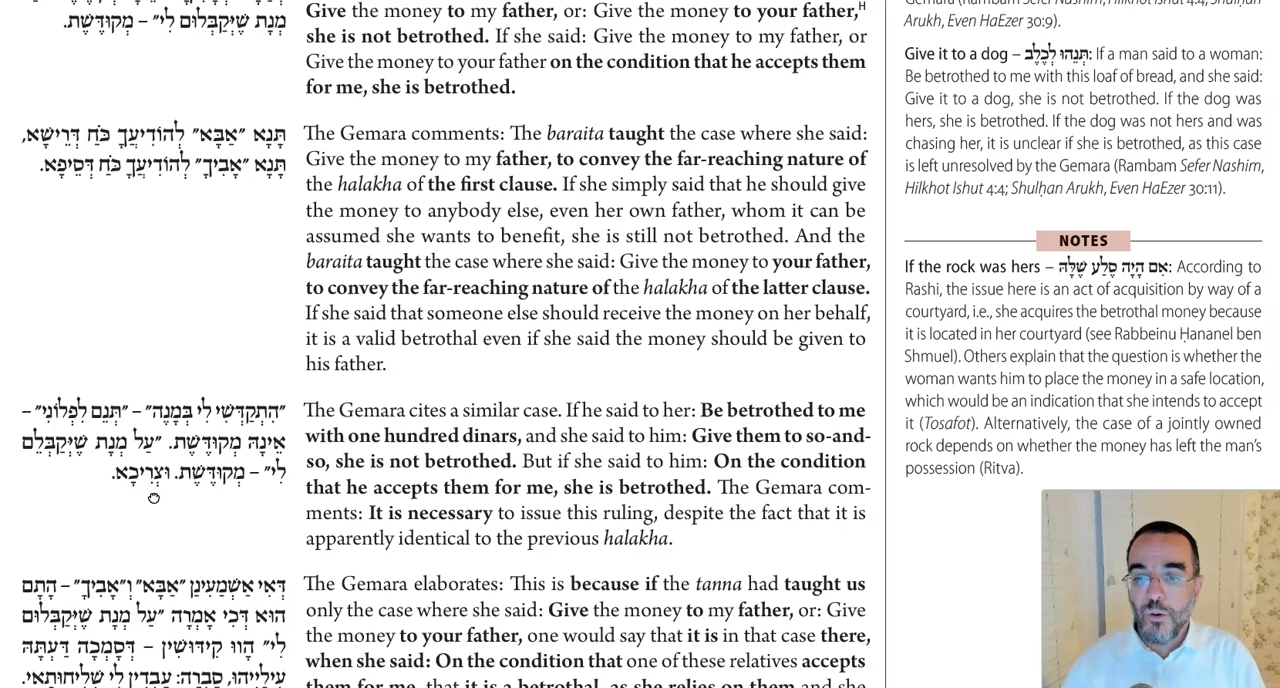 מְנָת שֶׁיְּקַבְּלוּם לִי״ – מְקוּדֶּשֶׁת.
תָּנָא ״אַבָּא״ לְהוֹדִיעֲךָ כֹּחַ דְּרֵישָׁא,
תָּנָא ״אָבִיךָ״ לְהוֹדִיעֲךָ כֹּחַ דְּסֵיפָא.
״הִתְקַדְּשִׁי לִי בְּמָנֶה״ – ״תְּנֵם לִפְלוֹנִי״ –
אֵינָהּ מְקוּדֶּשֶׁת. ״עַל מְנָת שֶׁיְּקַבְּלֵם
לִי״ – מְקוּדֶּשֶׁת. וּצְרִיכָא.
דְּאִי אַשְׁמְעִינַן ״אַבָּא״ וְ״אָבִיךָ״ – הָתָם
הוּא דְּכִי אָמְרָה ״עַל מְנָת שֶׁיְּקַבְּלוּם
לִי״ הָווּ קִידּוּשִׁין – דְּסָמְכָה דַּעְתַּהּ
עִילָּוַיְיהוּ, סָבְרָה: עָבְדִין לִי שְׁלִיחוּתַאי.
Give the money to my father, or: Give the money to your father,ᴴ
she is not betrothed. If she said: Give the money to my father, or
Give the money to your father on the condition that he accepts them
for me, she is betrothed.
The Gemara comments: The baraita taught the case where she said:
Give the money to my father, to convey the far-reaching nature of
the halakha of the first clause. If she simply said that he should give
the money to anybody else, even her own father, whom it can be
assumed she wants to benefit, she is still not betrothed. And the
baraita taught the case where she said: Give the money to your father,
to convey the far-reaching nature of the halakha of the latter clause.
If she said that someone else should receive the money on her behalf,
it is a valid betrothal even if she said the money should be given to
his father.
The Gemara cites a similar case. If he said to her: Be betrothed to me
with one hundred dinars, and she said to him: Give them to so-and-
so, she is not betrothed. But if she said to him: On the condition
that he accepts them for me, she is betrothed. The Gemara com-
ments: It is necessary to issue this ruling, despite the fact that it is
apparently identical to the previous halakha.
The Gemara elaborates: This is because if the tanna had taught us
only the case where she said: Give the money to my father, or: Give
the money to your father, one would say that it is in that case there,
when she said: On the condition that one of these relatives accepts
them for me, that it is a betrothal, as she relies on them and she
Gemara (Rambam Sefer Nashim, Hilkhot Ishut 4:4; Shulḥan
Arukh, Even HaEzer 30:9).
Give it to a dog – תְּנֵהוּ לְכֶלֶב: If a man said to a woman:
Be betrothed to me with this loaf of bread, and she said:
Give it to a dog, she is not betrothed. If the dog was
hers, she is betrothed. If the dog was not hers and was
chasing her, it is unclear if she is betrothed, as this case
is left unresolved by the Gemara (Rambam Sefer Nashim,
Hilkhot Ishut 4:4; Shulḥan Arukh, Even HaEzer 30:11).
NOTES
If the rock was hers – אִם הָיָה סֶלַע שֶׁלָּהּ: According to
Rashi, the issue here is an act of acquisition by way of a
courtyard, i.e., she acquires the betrothal money because
it is located in her courtyard (see Rabbeinu Ḥananel ben
Shmuel). Others explain that the question is whether the
woman wants him to place the money in a safe location,
which would be an indication that she intends to accept
it (Tosafot). Alternatively, the case of a jointly owned
rock depends on whether the money has left the man's
possession (Ritva).